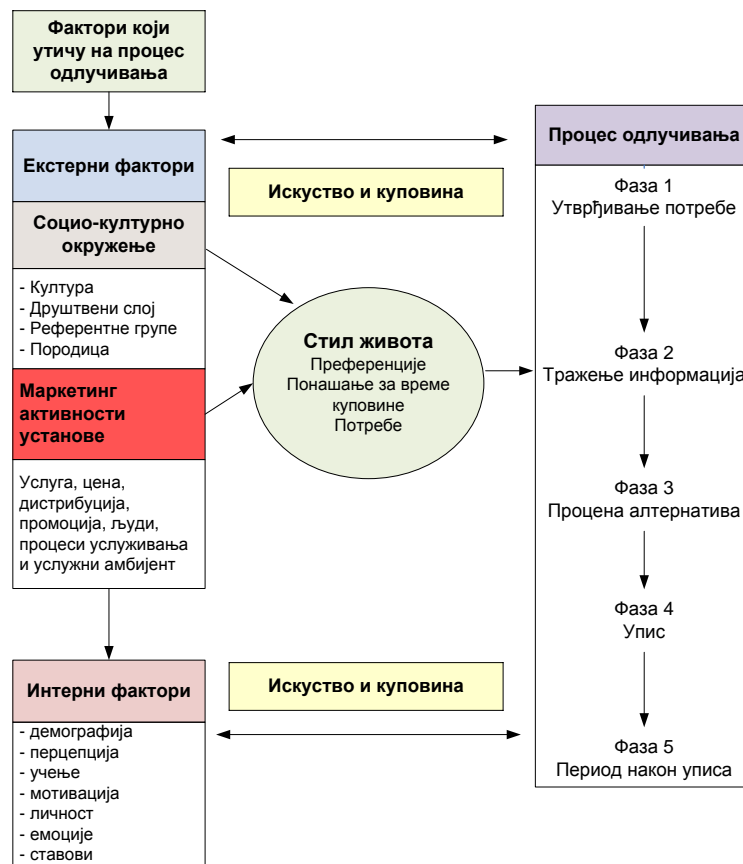 Фактори који
утичу на процес
одлучивања
Екстерни фактори
Социо-културно
окружење
- Култура
- Друштвени слој
- Референтне групе
- Породица
Маркетинг
активности
установе
Услуга, цена,
дистрибуција,
промоција, људи,
процеси услуживања
и услужни амбијент
Интерни фактори
- демографија
- перцепција
- учење
- мотивација
- личност
- емоције
- ставови
Искуство и куповина
Стил живота
Преференције
Понашање за време
куповине
Потребе
Искуство и куповина
Процес одлучивања
Фаза 1
Утврђивање потребе
Фаза 2
Тражење информација
Фаза 3
Процена алтернатива
Фаза 4
Упис
Фаза 5
Период након уписа